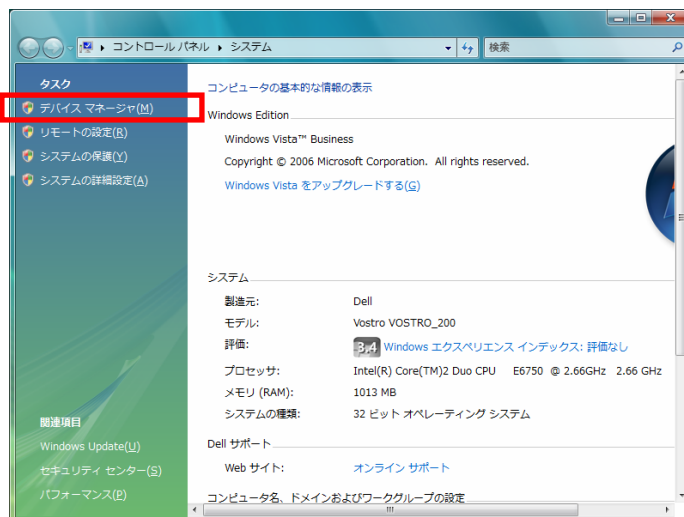 コントロール パネル ▸ システム
検索
タスク
デバイス マネージャ(M)
リモートの設定(R)
システムの保護(Y)
システムの詳細設定(A)
関連項目
Windows Update(U)
セキュリティ センター(S)
パフォーマンス(P)
コンピュータの基本的な情報の表示
Windows Edition
Windows Vista™ Business
Copyright © 2006 Microsoft Corporation. All rights reserved.
Windows Vista をアップグレードする(G)
システム
製造元: Dell
モデル: Vostro VOSTRO_200
評価: 3,4 Windows エクスペリエンス インデックス: 評価なし
プロセッサ: Intel(R) Core(TM)2 Duo CPU E6750 @ 2.66GHz 2.66 GHz
メモリ (RAM): 1013 MB
システムの種類: 32 ビット オペレーティング システム
Dell サポート
Web サイト: オンライン サポート
コンピュータ名、ドメインおよびワークグループの設定